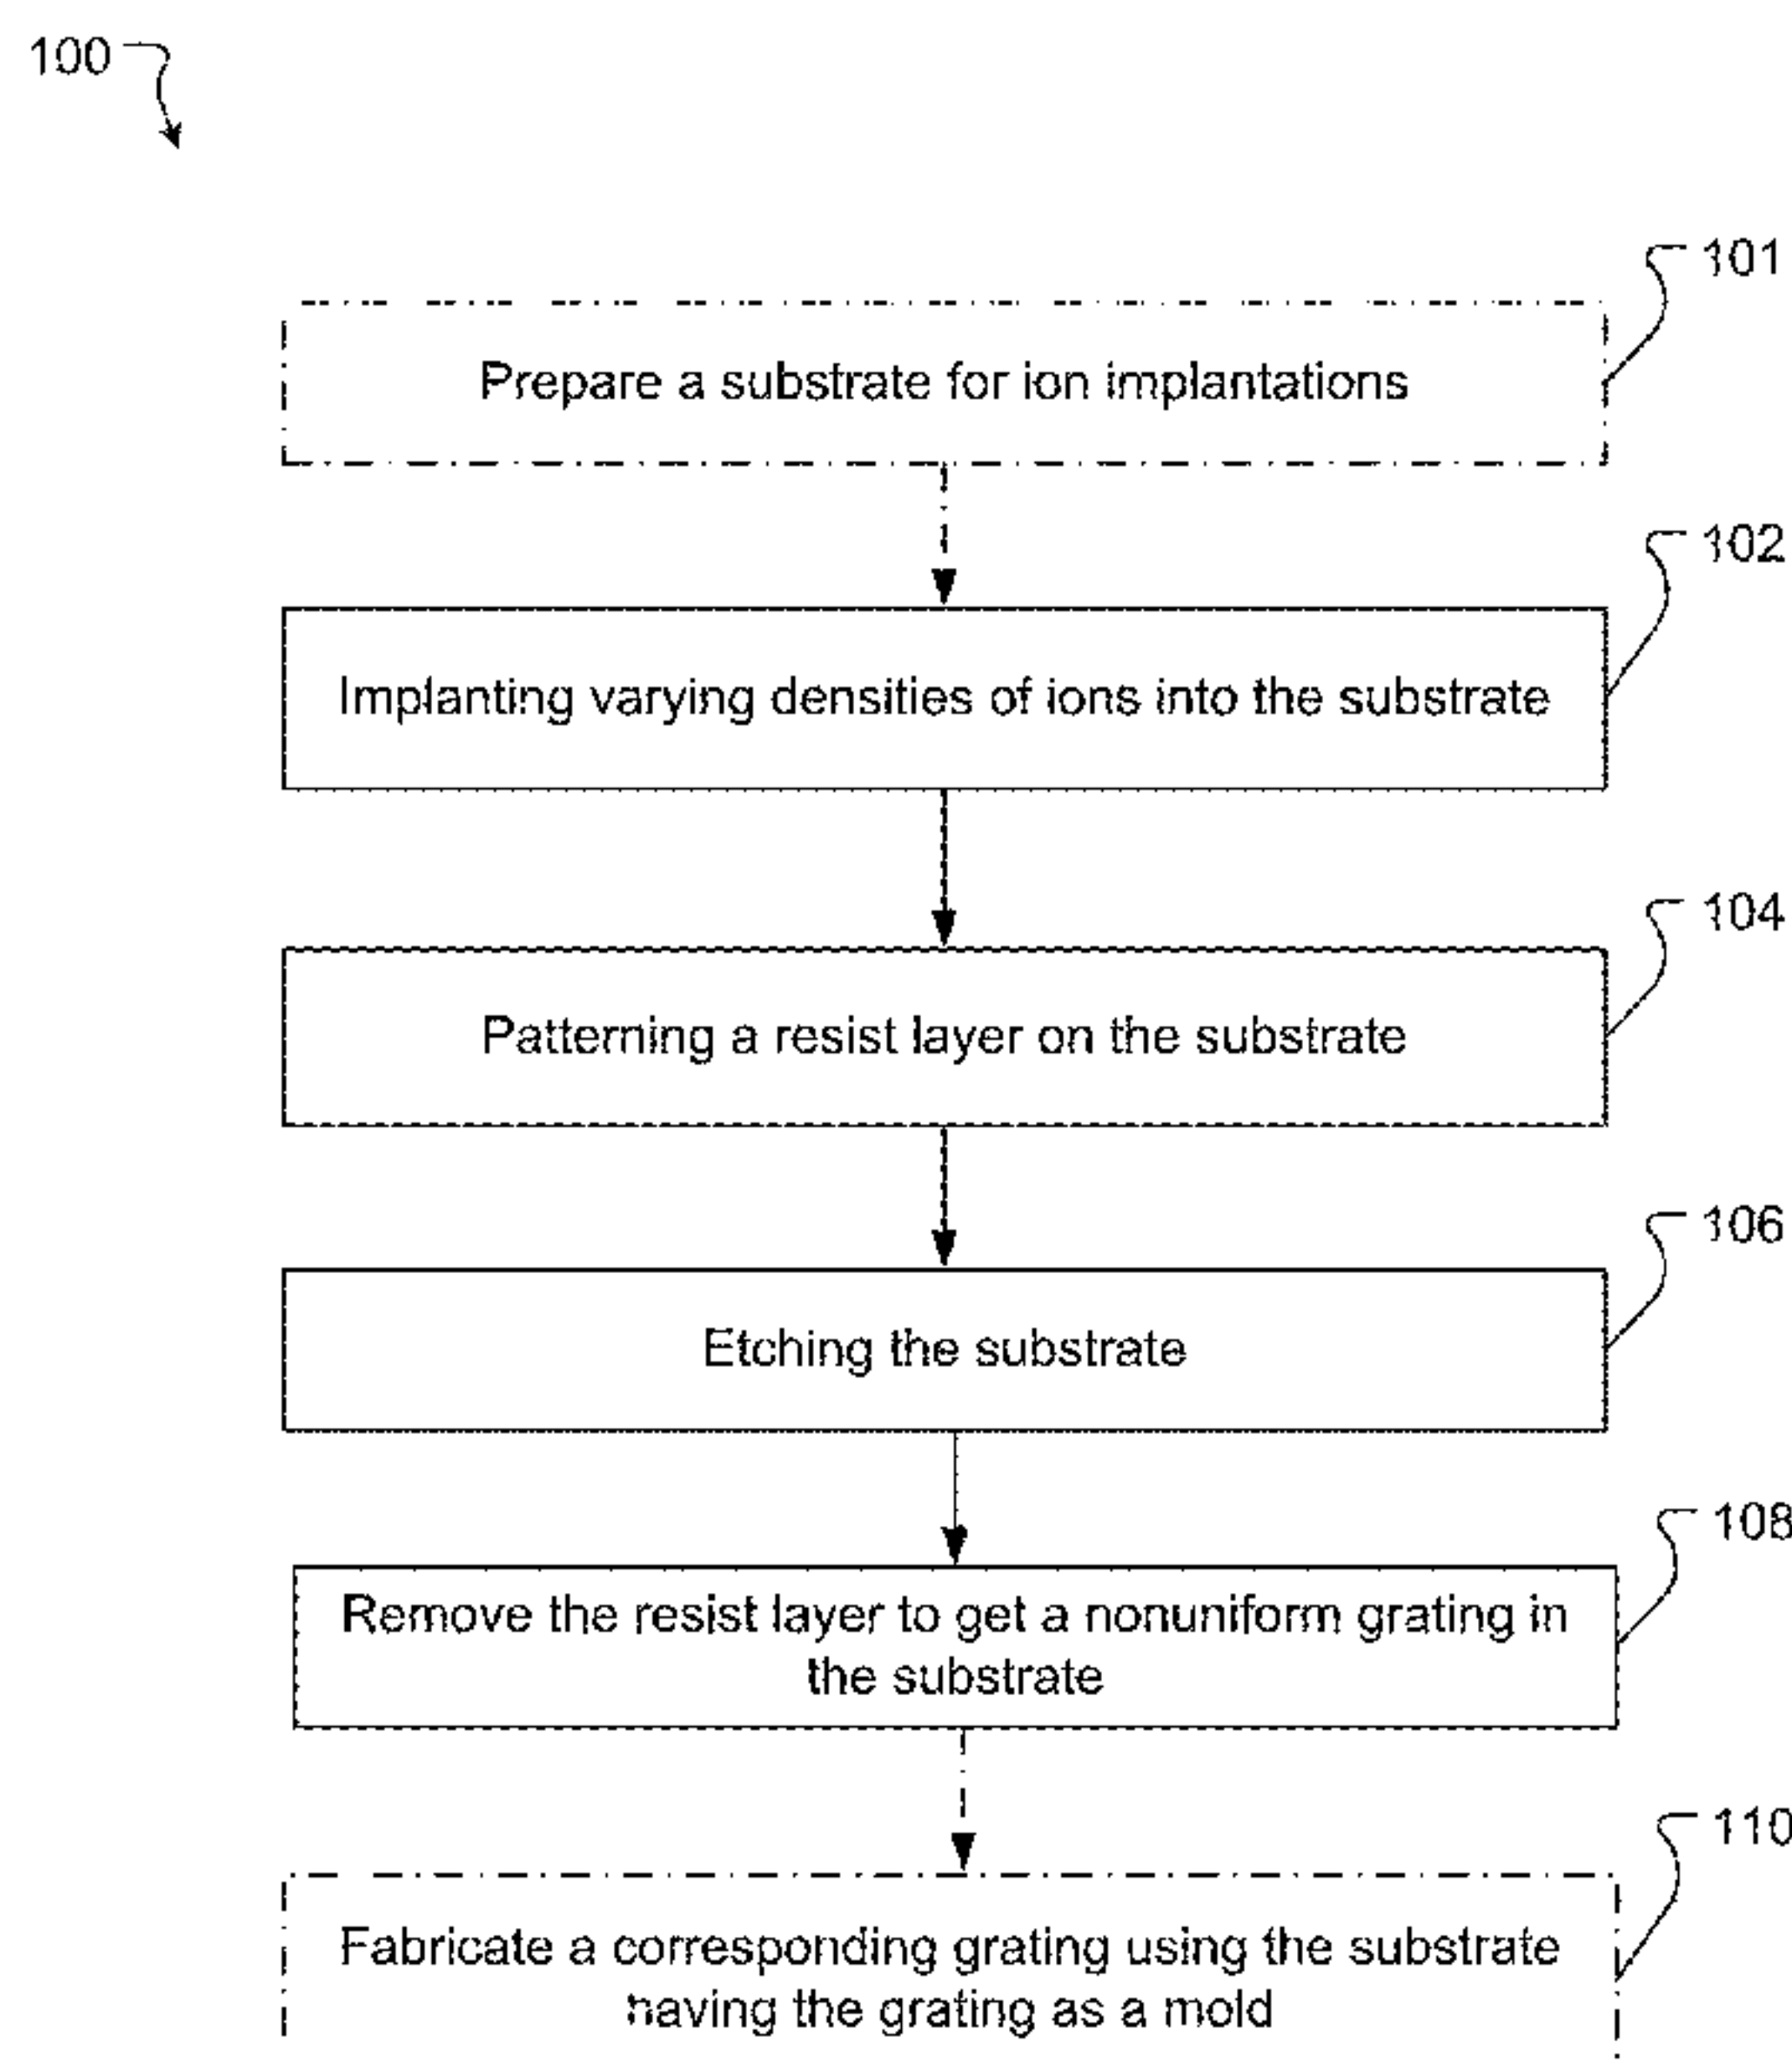 100
101
Prepare a substrate for ion implantations
102
Implanting varying densities of ions into the substrate
104
Patterning a resist layer on the substrate
106
Etching the substrate
108
Remove the resist layer to get a nonuniform grating in
the substrate
110
Fabricate a corresponding grating using the substrate
having the grating as a mold